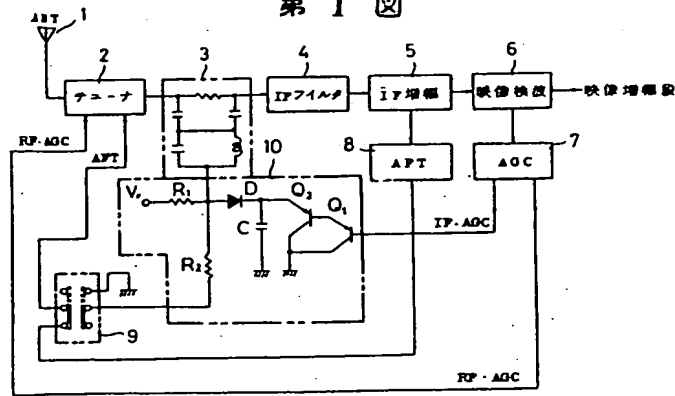 第 1 図
ANT
1
2
チューナ
3
4
IFフイルタ
5
IF増幅
6
映像検波
映像増幅段
RF-AGC
AFT
8
AFT
7
AGC
10
V
R1
D
Q2
Q1
C
IF-AGC
R2
9
RF-AGC